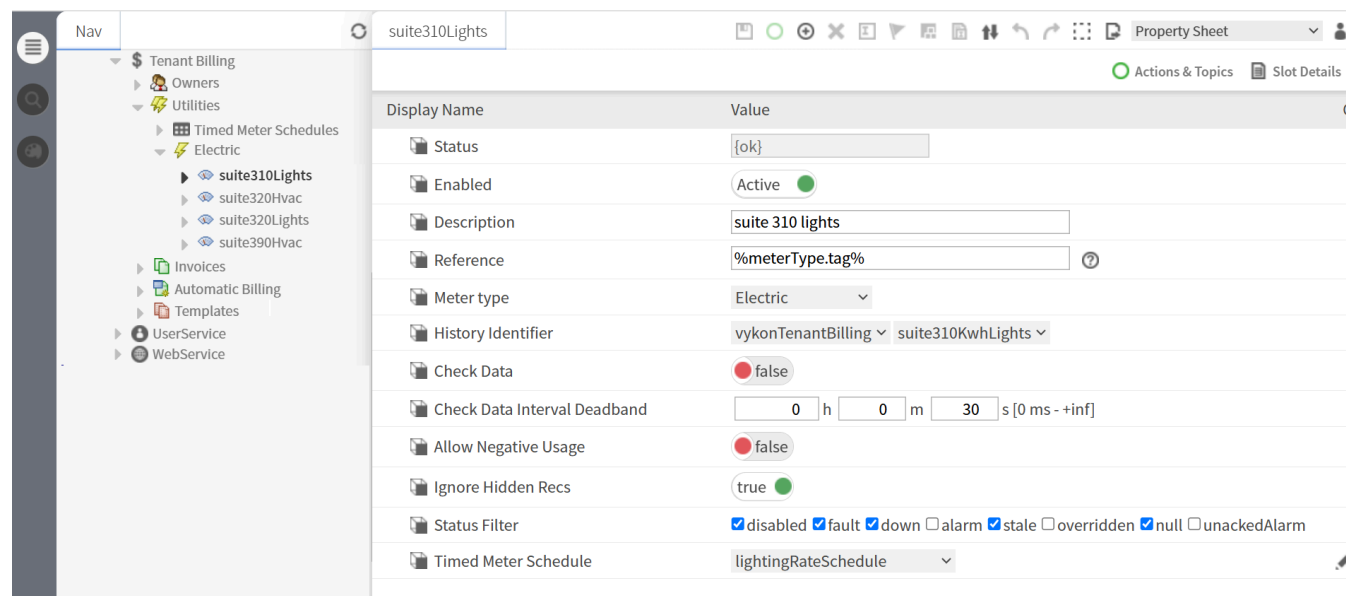 Nav
suite310Lights
Property Sheet
Actions & Topics
Slot Details
Tenant Billing
Owners
Utilities
Timed Meter Schedules
Electric
suite310Lights
suite320Hvac
suite320Lights
suite390Hvac
Invoices
Automatic Billing
Templates
UserService
WebService
Display Name Value
Status {ok}
Enabled Active
Description suite 310 lights
Reference %meterType.tag%
Meter type Electric
History Identifier vykonTenantBilling suite310KwhLights
Check Data false
Check Data Interval Deadband 0 h 0 m 30 s [0 ms - +inf]
Allow Negative Usage false
Ignore Hidden Recs true
Status Filter disabled fault down alarm stale overridden null unackedAlarm
Timed Meter Schedule lightingRateSchedule